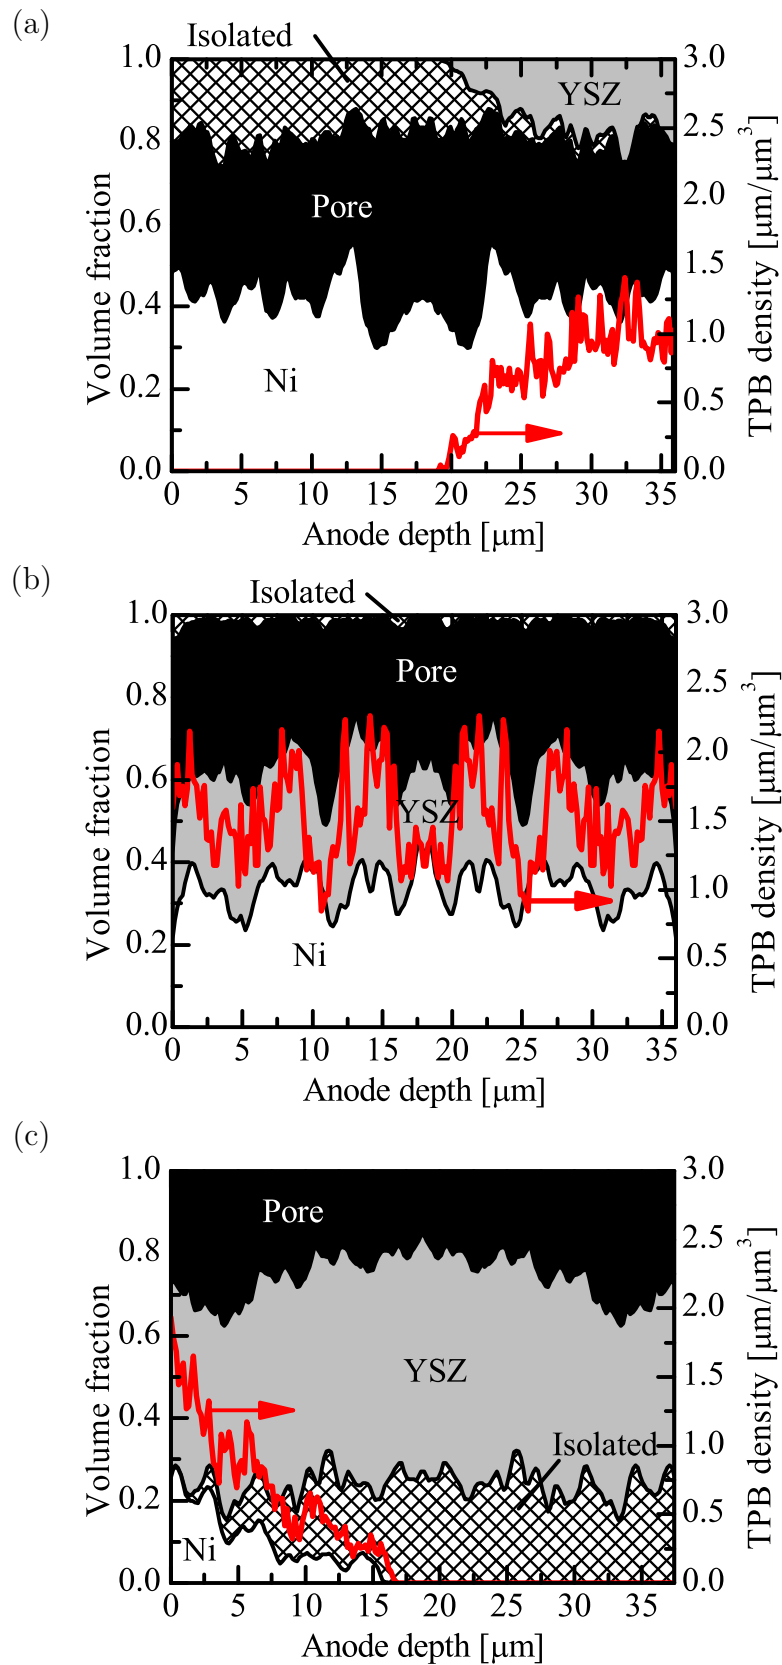 (a)
Isolated
1.0 3.0
YSZ
0.8 2.5
Pore 2.0
0.6
1.5
0.4
1.0
Ni
0.2
0.5
0.0 0.0
0 5 10 15 20 25 30 35
Volume fraction
TPB density [μm/μm³]
Anode depth [μm]
(b)
Isolated
1.0 3.0
Pore
0.8 2.5
2.0
0.6
YSZ 1.5
0.4
1.0
Ni
0.2
0.5
0.0 0.0
0 5 10 15 20 25 30 35
Volume fraction
TPB density [μm/μm³]
Anode depth [μm]
(c)
1.0 3.0
Pore
0.8 2.5
2.0
0.6
YSZ 1.5
0.4
Isolated 1.0
0.2
0.5
Ni
0.0 0.0
0 5 10 15 20 25 30 35
Volume fraction
TPB density [μm/μm³]
Anode depth [μm]